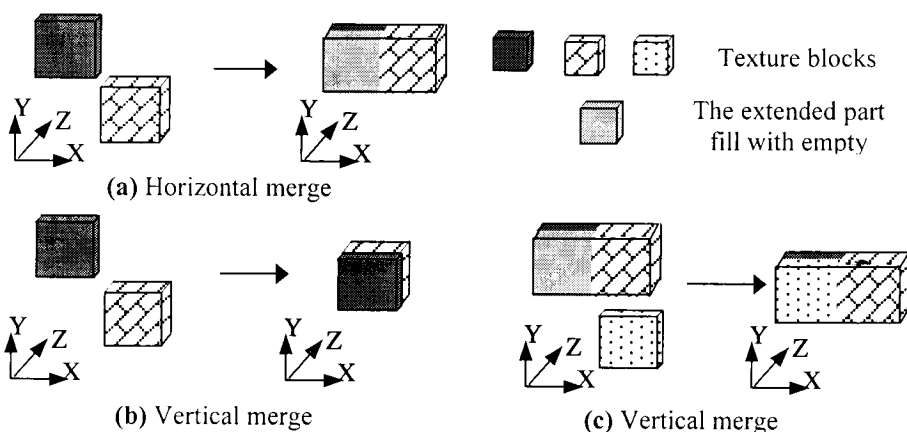 Texture blocks
The extended part
fill with empty
Y
Z
X
Y
Z
X
(a) Horizontal merge
Y
Z
X
Y
Z
X
(b) Vertical merge
Y
Z
X
Y
Z
X
(c) Vertical merge